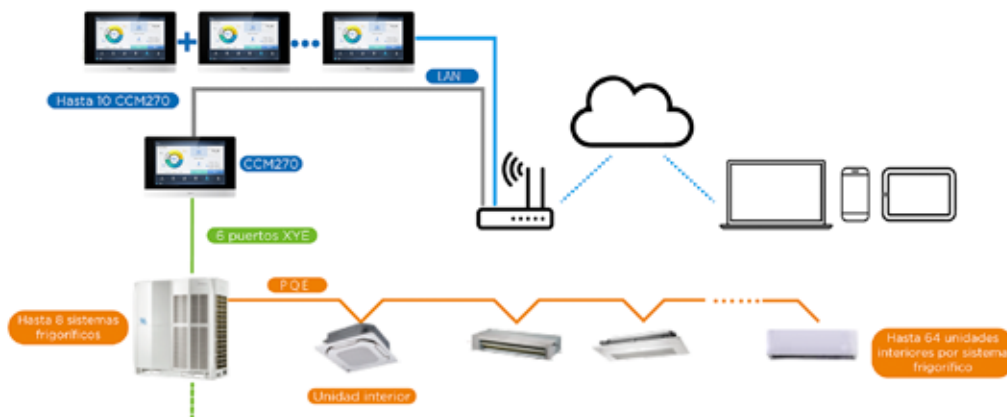 LAN
Hasta 10 CCM270
CCM270
6 puertos XYE
PQE
Hasta 8 sistemas
frigoríficos
Hasta 64 unidades
interiores por sistema
frigorífico
Unidad interior